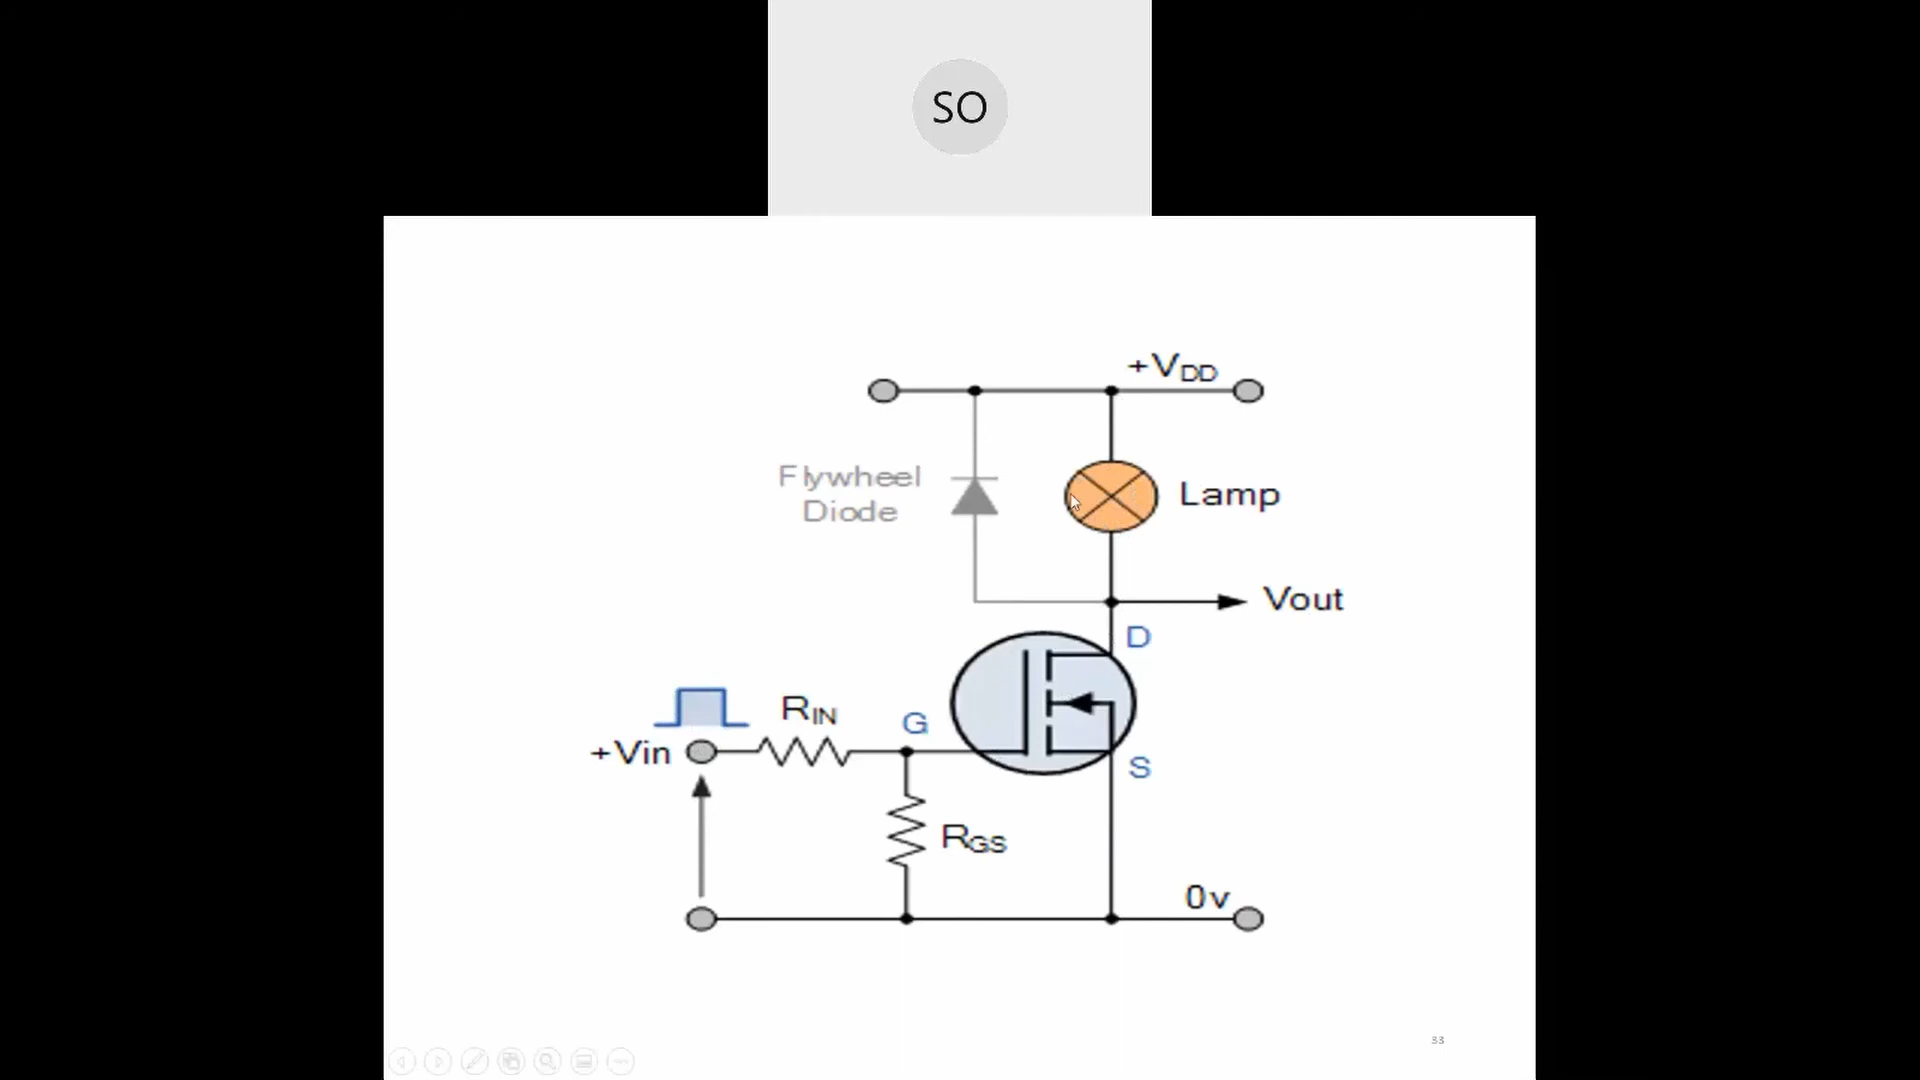 SO
+VDD
Flywheel
Diode
Lamp
Vout
D
RIN
G
+Vin
S
RGS
0v
33